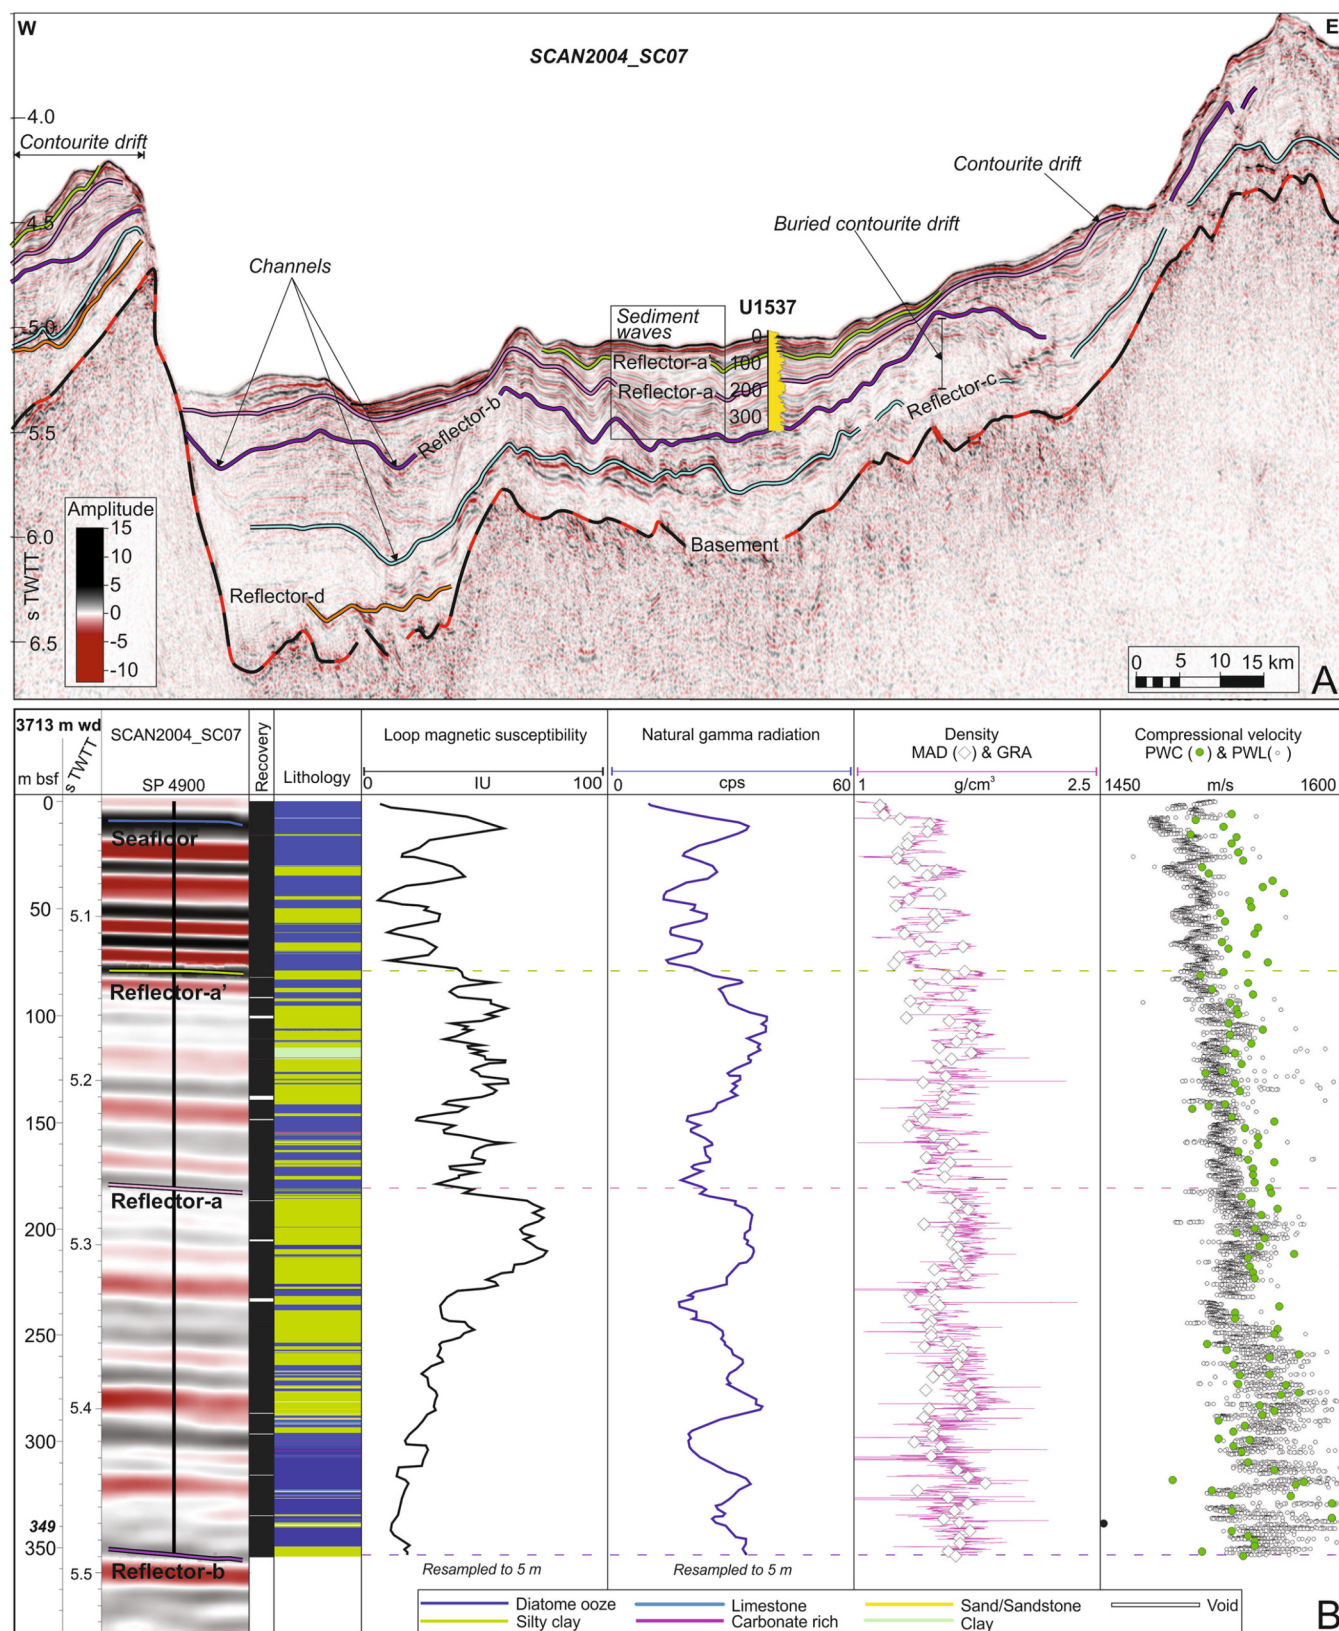 W
E
SCAN2004_SC07
4.0
Contourite drift
Contourite drift
4.5
Buried contourite drift
Channels
5.0
Sediment
waves
U1537
0
Reflector-a'
100
Reflector-a
200
300
Reflector-c
Reflector-b
5.5
Amplitude
15
10
5
0
-5
-10
6.0
Basement
Reflector-d
s TWTT
6.5
0 5 10 15 km
A
3713 m wd
SCAN2004_SC07
Loop magnetic susceptibility
Natural gamma radiation
Density
Compressional velocity
MAD ( ) & GRA
PWC ( ) & PWL( )
m bsf
s TWTT
SP 4900
Recovery
Lithology
0 IU 100
0 cps 60
1 g/cm³ 2.5
1450 m/s 1600
0
Seafloor
50
5.1
Reflector-a'
100
5.2
150
Reflector-a
200
5.3
250
5.4
300
349
350
Reflector-b
5.5
Resampled to 5 m
Resampled to 5 m
Diatome ooze
Limestone
Sand/Sandstone
Void
Silty clay
Carbonate rich
Clay
B